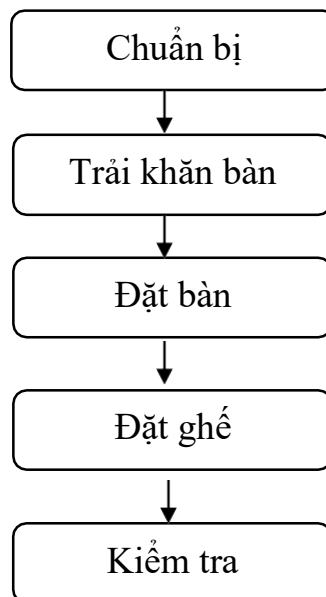 Chuẩn bị
Trải khăn bàn
Đặt bàn
Đặt ghế
Kiểm tra